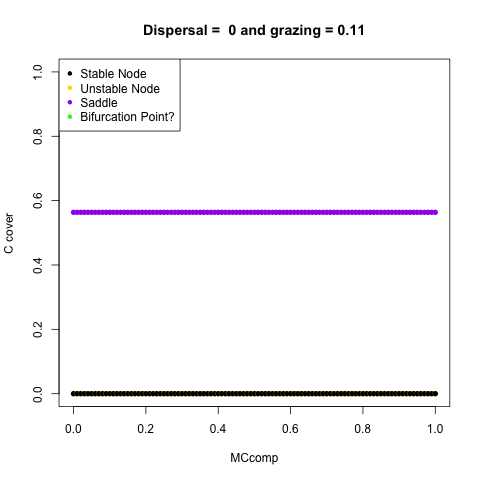 Dispersal =  0 and grazing = 0.11
Stable Node
Unstable Node
Saddle
Bifurcation Point?
1.0
0.8
0.6
0.4
0.2
0.0
C cover
0.0 0.2 0.4 0.6 0.8 1.0
MCcomp